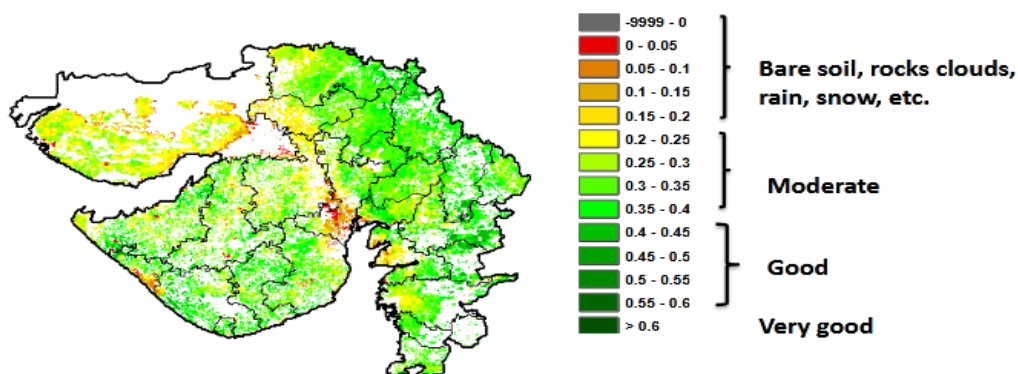 -9999 - 0
0 - 0.05
0.05 - 0.1
0.1 - 0.15
0.15 - 0.2
0.2 - 0.25
0.25 - 0.3
0.3 - 0.35
0.35 - 0.4
0.4 - 0.45
0.45 - 0.5
0.5 - 0.55
0.55 - 0.6
> 0.6
Bare soil, rocks clouds,
rain, snow, etc.
Moderate
Good
Very good